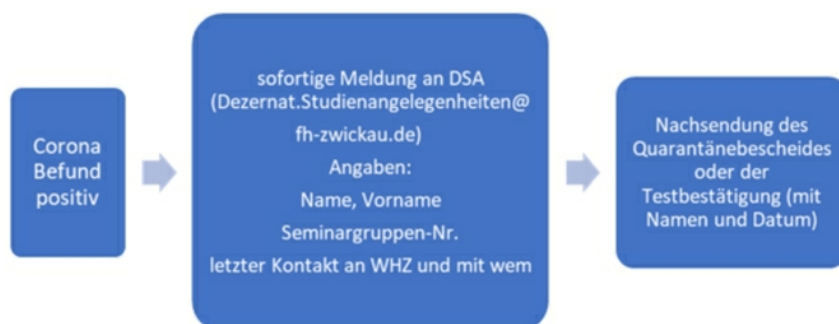 Corona
Befund
positiv
sofortige Meldung an DSA
(Dezernat.Studienangelegenheiten@
fh-zwickau.de)
Angaben:
Name, Vorname
Seminargruppen-Nr.
letzter Kontakt an WHZ und mit wem
Nachsendung des
Quarantänebescheides
oder der
Testbestätigung (mit
Namen und Datum)